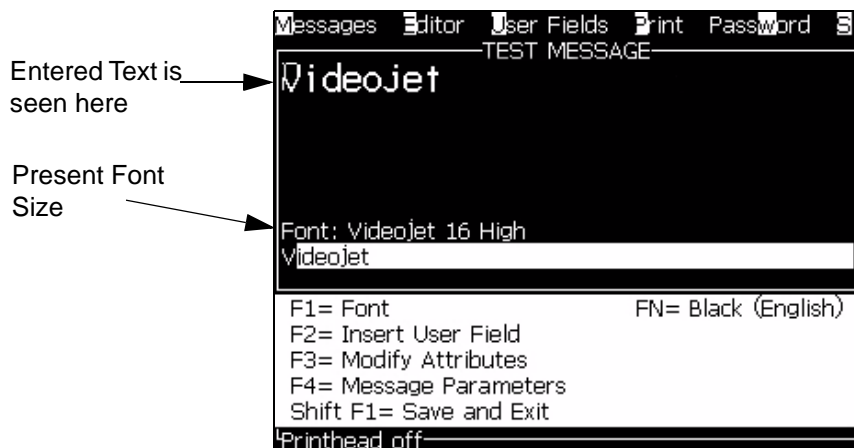 Messages Editor User Fields Print Password S
TEST MESSAGE
Entered Text is
seen here
Videojet
Present Font
Size
Font: Videojet 16 High
Videojet
F1= Font FN= Black (English)
F2= Insert User Field
F3= Modify Attributes
F4= Message Parameters
Shift F1= Save and Exit
Printhead off